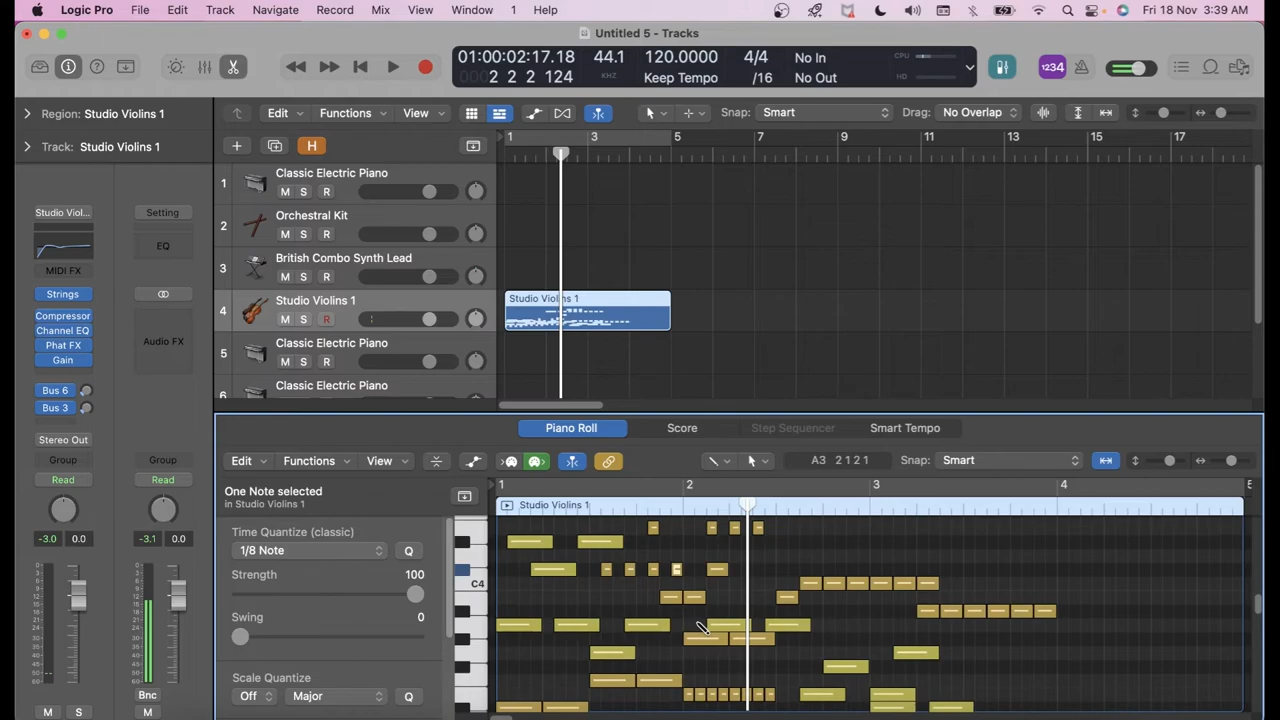 Logic Pro File Edit Track Navigate Record Mix View Window 1 Help Fri 18 Nov 3:39 AM
Untitled 5 - Tracks
01:00:02:17.18 44.1 120.0000 4/4 No In CPU
2 2 2 124 KHZ Keep Tempo /16 No Out HD 1234
Region: Studio Violins 1 Edit Functions View Snap: Smart Drag: No Overlap
Track: Studio Violins 1 H 1 3 5 7 9 11 13 15 17
1 Classic Electric Piano
M S R
2 Orchestral Kit
M S R
3 British Combo Synth Lead
M S R
4 Studio Violins 1
M S R
5 Classic Electric Piano
M S R
6 Classic Electric Piano
Studio Violins 1
Studio Viol... Setting
EQ
MIDI FX
Strings
Compressor
Channel EQ Audio FX
Phat FX
Gain
Bus 6
Bus 3
Stereo Out
Group Group
Read Read
-3.0 0.0 -3.1 0.0
Bnc
M S M
Piano Roll Score Step Sequencer Smart Tempo
Edit Functions View A3 2 1 2 1 Snap: Smart
One Note selected 1 2 3 4 5
in Studio Violins 1 Studio Violins 1
Time Quantize (classic)
1/8 Note Q
Strength 100
C4
Swing 0
Scale Quantize
Off Major Q